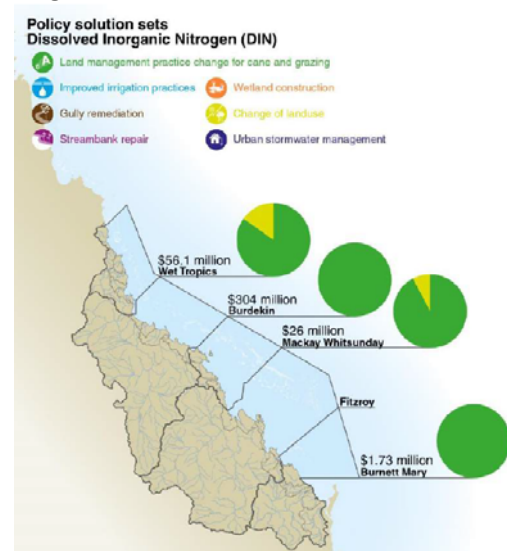 Policy solution sets
Dissolved Inorganic Nitrogen (DIN)
Land management practice change for cane and grazing
Improved irrigation practices
Wetland construction
Gully remediation
Change of landuse
Streambank repair
Urban stormwater management
$56.1 million
Wet Tropics
$304 million
Burdekin
$26 million
Mackay Whitsunday
Fitzroy
$1.73 million
Burnett Mary